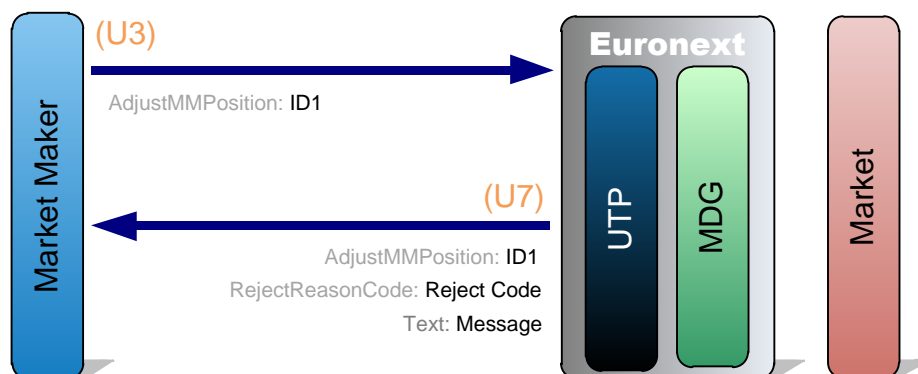 (U3)
AdjustMMPosition: ID1
(U7)
AdjustMMPosition: ID1
RejectReasonCode: Reject Code
Text: Message
Market Maker
Euronext
UTP
MDG
Market